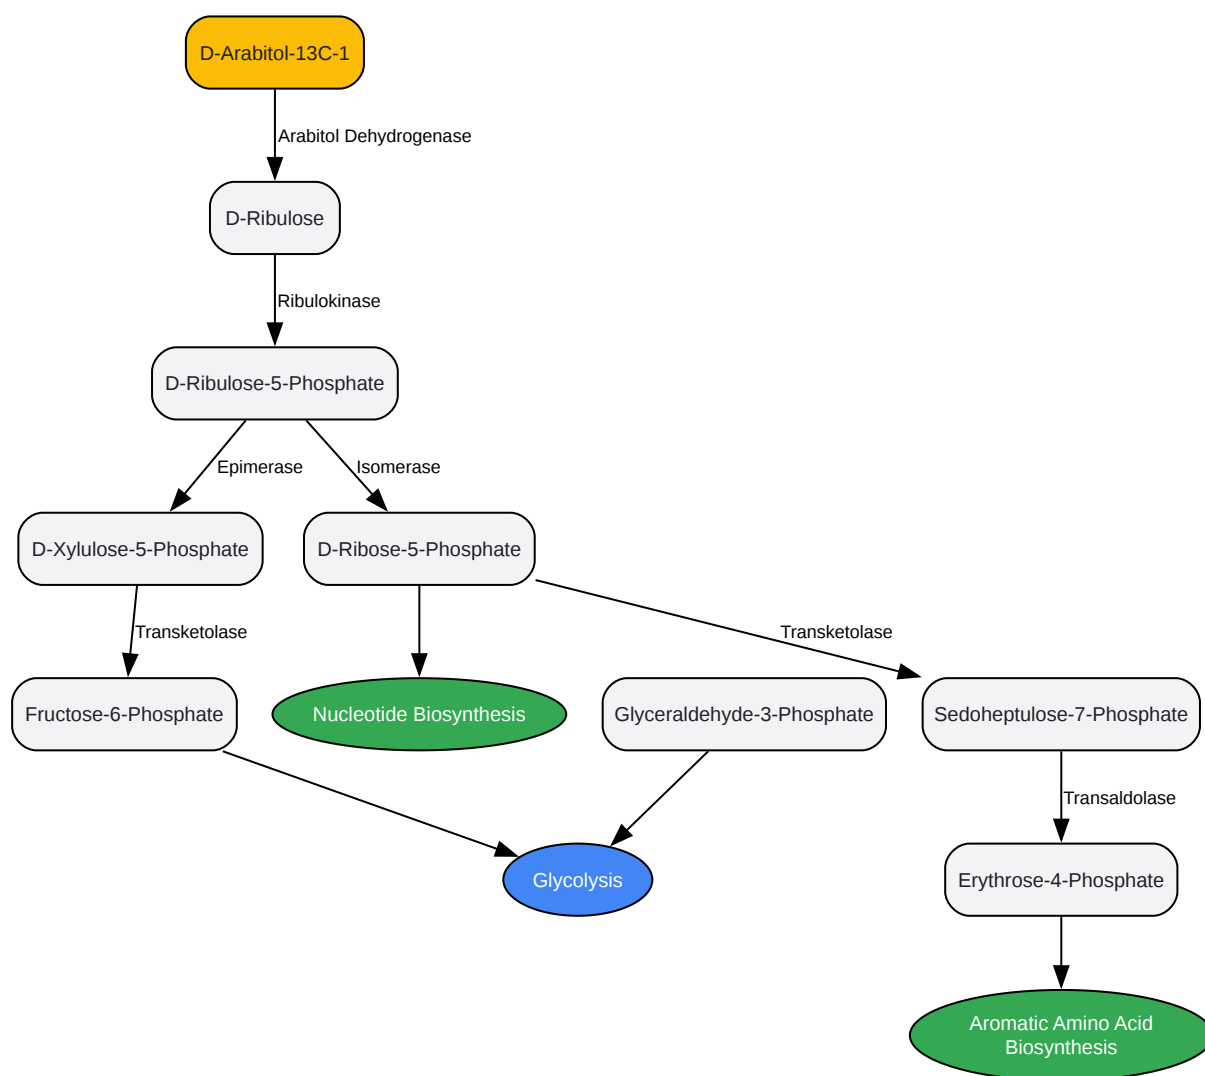 D-Arabitol-13C-1
Arabitol Dehydrogenase
D-Ribulose
Ribulokinase
D-Ribulose-5-Phosphate
Epimerase
Isomerase
D-Xylulose-5-Phosphate
D-Ribose-5-Phosphate
Transketolase
Transketolase
Fructose-6-Phosphate
Nucleotide Biosynthesis
Glyceraldehyde-3-Phosphate
Sedoheptulose-7-Phosphate
Transaldolase
Glycolysis
Erythrose-4-Phosphate
Aromatic Amino Acid
Biosynthesis